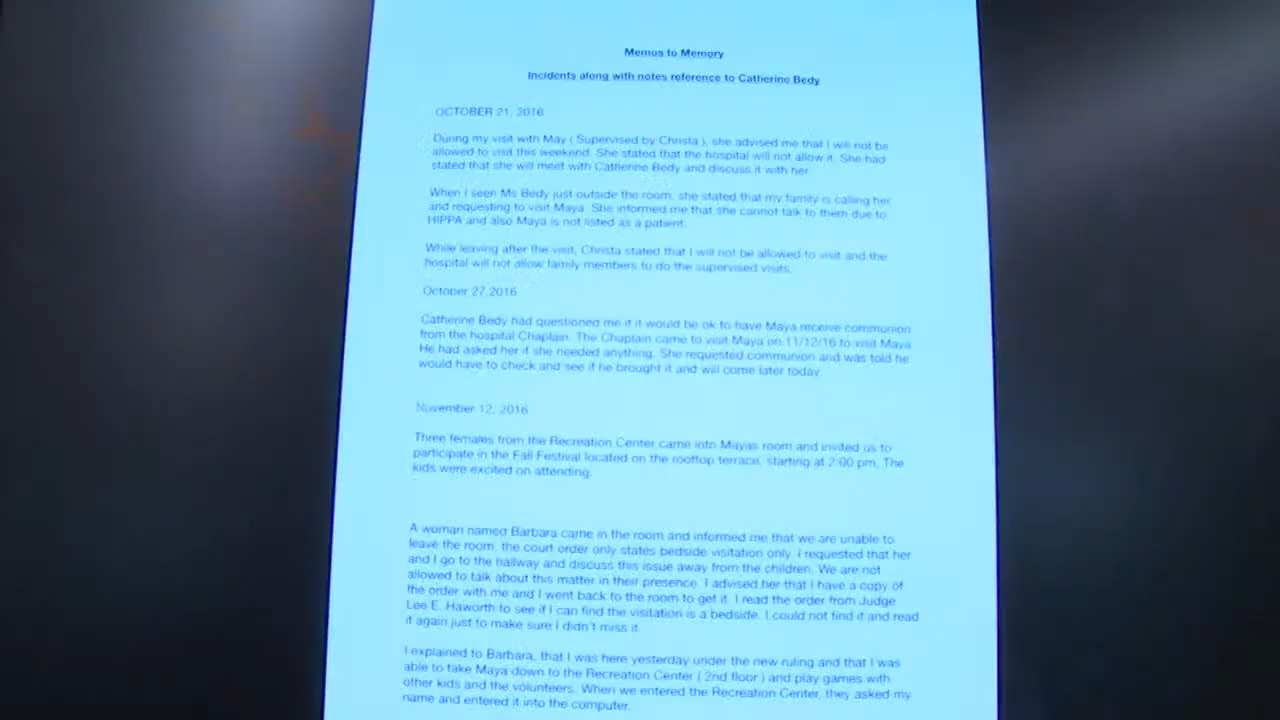 Memos to Memory
Incidents along with notes reference to Catherine Bedy
OCTOBER 21, 2016
During my visit with May ( Supervised by Christa ), she advised me that I will not be
allowed to visit this weekend. She stated that the hospital will not allow it. She had
stated that she will meet with Catherine Bedy and discuss it with her.
When I seen Ms Bedy just outside the room, she stated that my family is calling her
and requesting to visit Maya. She informed me that she cannot talk to them due to
HIPPA and also Maya is not listed as a patient.
While leaving after the visit, Christa stated that I will not be allowed to visit and the
hospital will not allow family members to do the supervised visits.
October 27,2016
Catherine Bedy had questioned me if it would be ok to have Maya receive communion
from the hospital Chaplain. The Chaplain came to visit Maya on 11/12/16 to visit Maya
He had asked her if she needed anything. She requested communion and was told he
would have to check and see if he brought it and will come later today.
November 12, 2016
Three females from the Recreation Center came into Mayas room and invited us to
participate in the Fall Festival located on the rooftop terrace, starting at 2:00 pm. The
kids were excited on attending.
A woman named Barbara came in the room and informed me that we are unable to
leave the room, the court order only states bedside visitation only. I requested that her
and I go to the hallway and discuss this issue away from the children. We are not
allowed to talk about this matter in their presence. I advised her that I have a copy of
the order with me and I went back to the room to get it. I read the order from Judge
Lee E. Haworth to see if I can find the visitation is a bedside. I could not find it and read
it again just to make sure I didn't miss it.
I explained to Barbara, that I was here yesterday under the new ruling and that I was
able to take Maya down to the Recreation Center ( 2nd floor ) and play games with
other kids and the volunteers. When we entered the Recreation Center, they asked my
name and entered it into the computer.